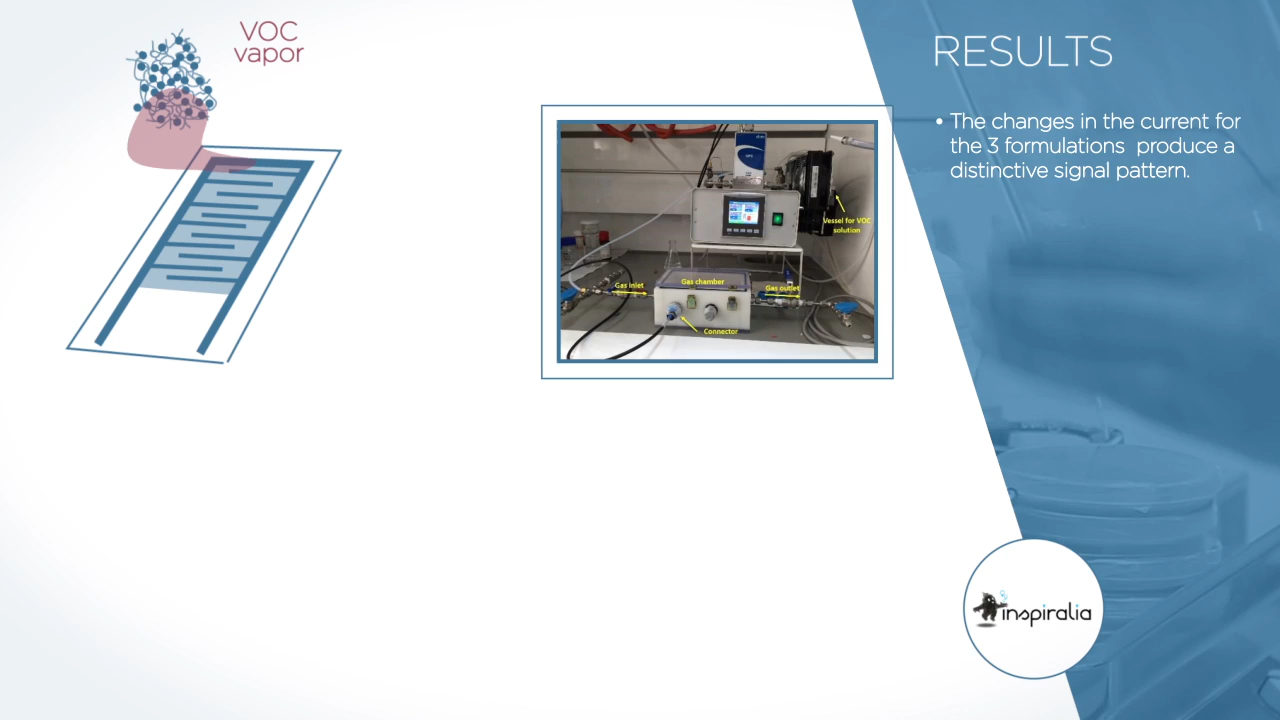 VOC
vapor
RESULTS
• The changes in the current for
the 3 formulations produce a
distinctive signal pattern.
Vessel for VOC
solution
Gas inlet
Gas chamber
Gas outlet
Connector
inspiralia